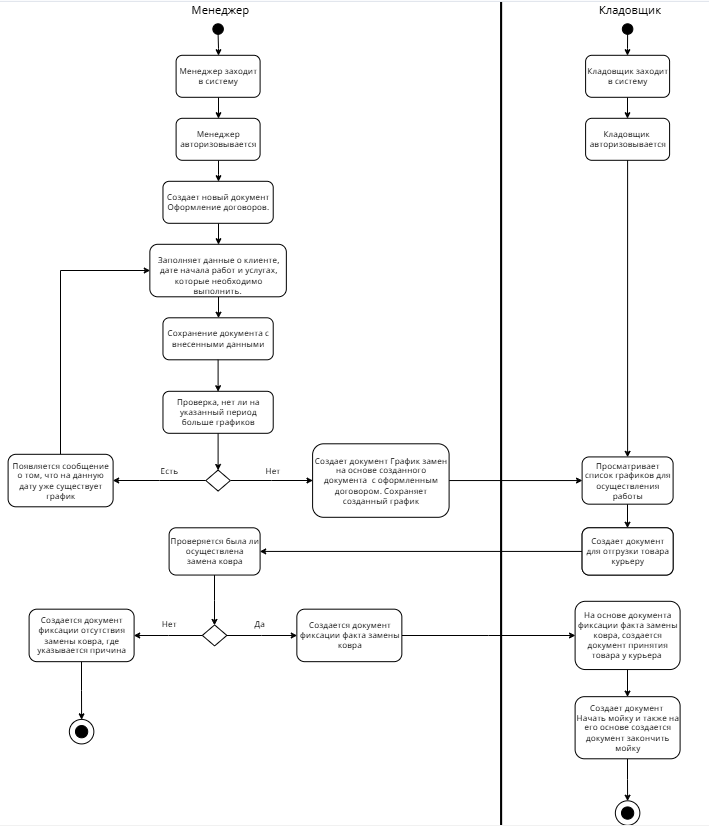 Менеджер
Менеджер заходит
в систему
Менеджер
авторизовывается
Создает новый документ
Оформление договоров.
Заполняет данные о клиенте,
дате начала работ и услугах,
которые необходимо
выполнить.
Сохранение документа с
внесенными данными
Проверка, нет ли на
указанный период
больше графиков
Есть
Нет
Появляется сообщение
о том, что на данную
дату уже существует
график
Создает документ График замен
на основе созданного
документа с оформленным
договором. Сохраняет
созданный график
Проверяется была ли
осуществлена
замена ковра
Нет
Да
Создается документ
фиксации отсутствия
замены ковра, где
указывается причина
Создается документ
фиксации факта замены
ковра
Кладовщик
Кладовщик заходит
в систему
Кладовщик
авторизовывается
Просматривает
список графиков для
осуществления
работы
Создает документ
для отгрузки товара
курьеру
На основе документа
фиксации факта замены
ковра, создается
документ принятия
товара у курьера
Создает документ
Начать мойку и также на
его основе создается
документ закончить
мойку